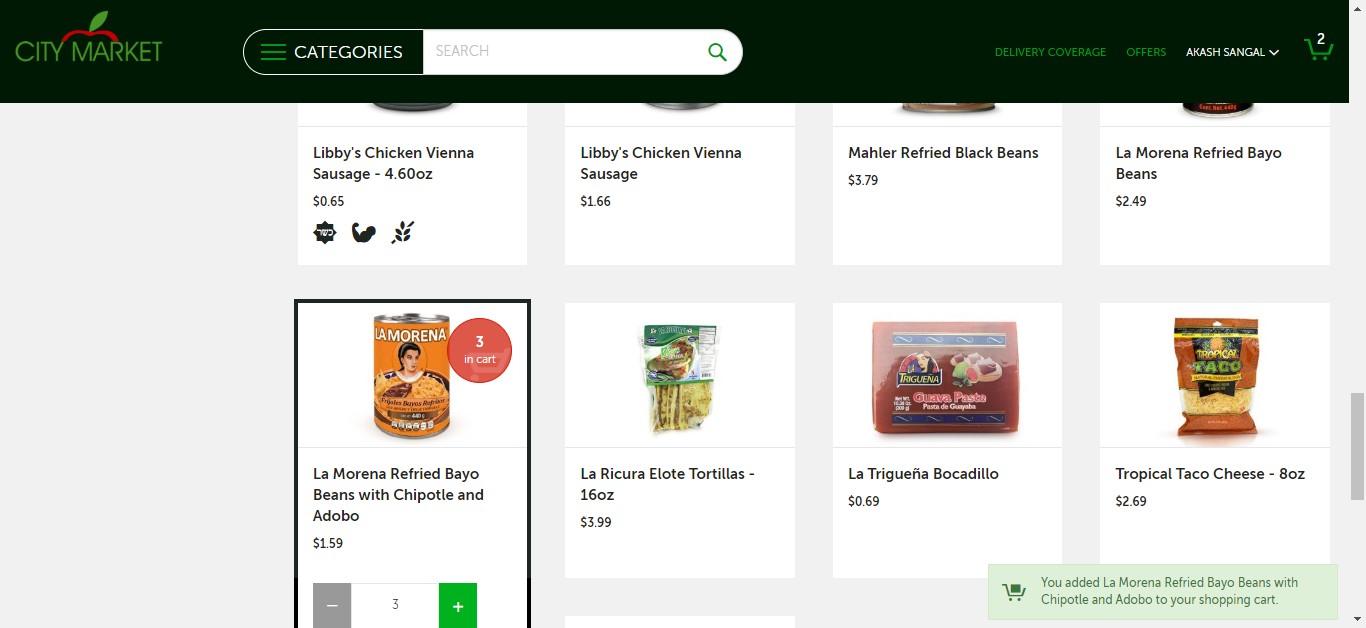 CITY MARKET
CATEGORIES
SEARCH
DELIVERY COVERAGE
OFFERS
AKASH SANGAL
2
Libby's Chicken Vienna
Sausage - 4.60oz
$0.65
Libby's Chicken Vienna
Sausage
$1.66
Mahler Refried Black Beans
$3.79
Cont. Net. 440g
La Morena Refried Bayo
Beans
$2.49
LA MORENA
Frijoles Bayos Refritos
440 g
3
in cart
La Morena Refried Bayo
Beans with Chipotle and
Adobo
$1.59
− 3 +
La Ricura Elote Tortillas -
16oz
$3.99
LA
TRIGUEÑA
Guava Paste
Pasta de Guayaba
La Trigueña Bocadillo
$0.69
TROPICAL
TACO
Tropical Taco Cheese - 8oz
$2.69
You added La Morena Refried Bayo Beans with
Chipotle and Adobo to your shopping cart.